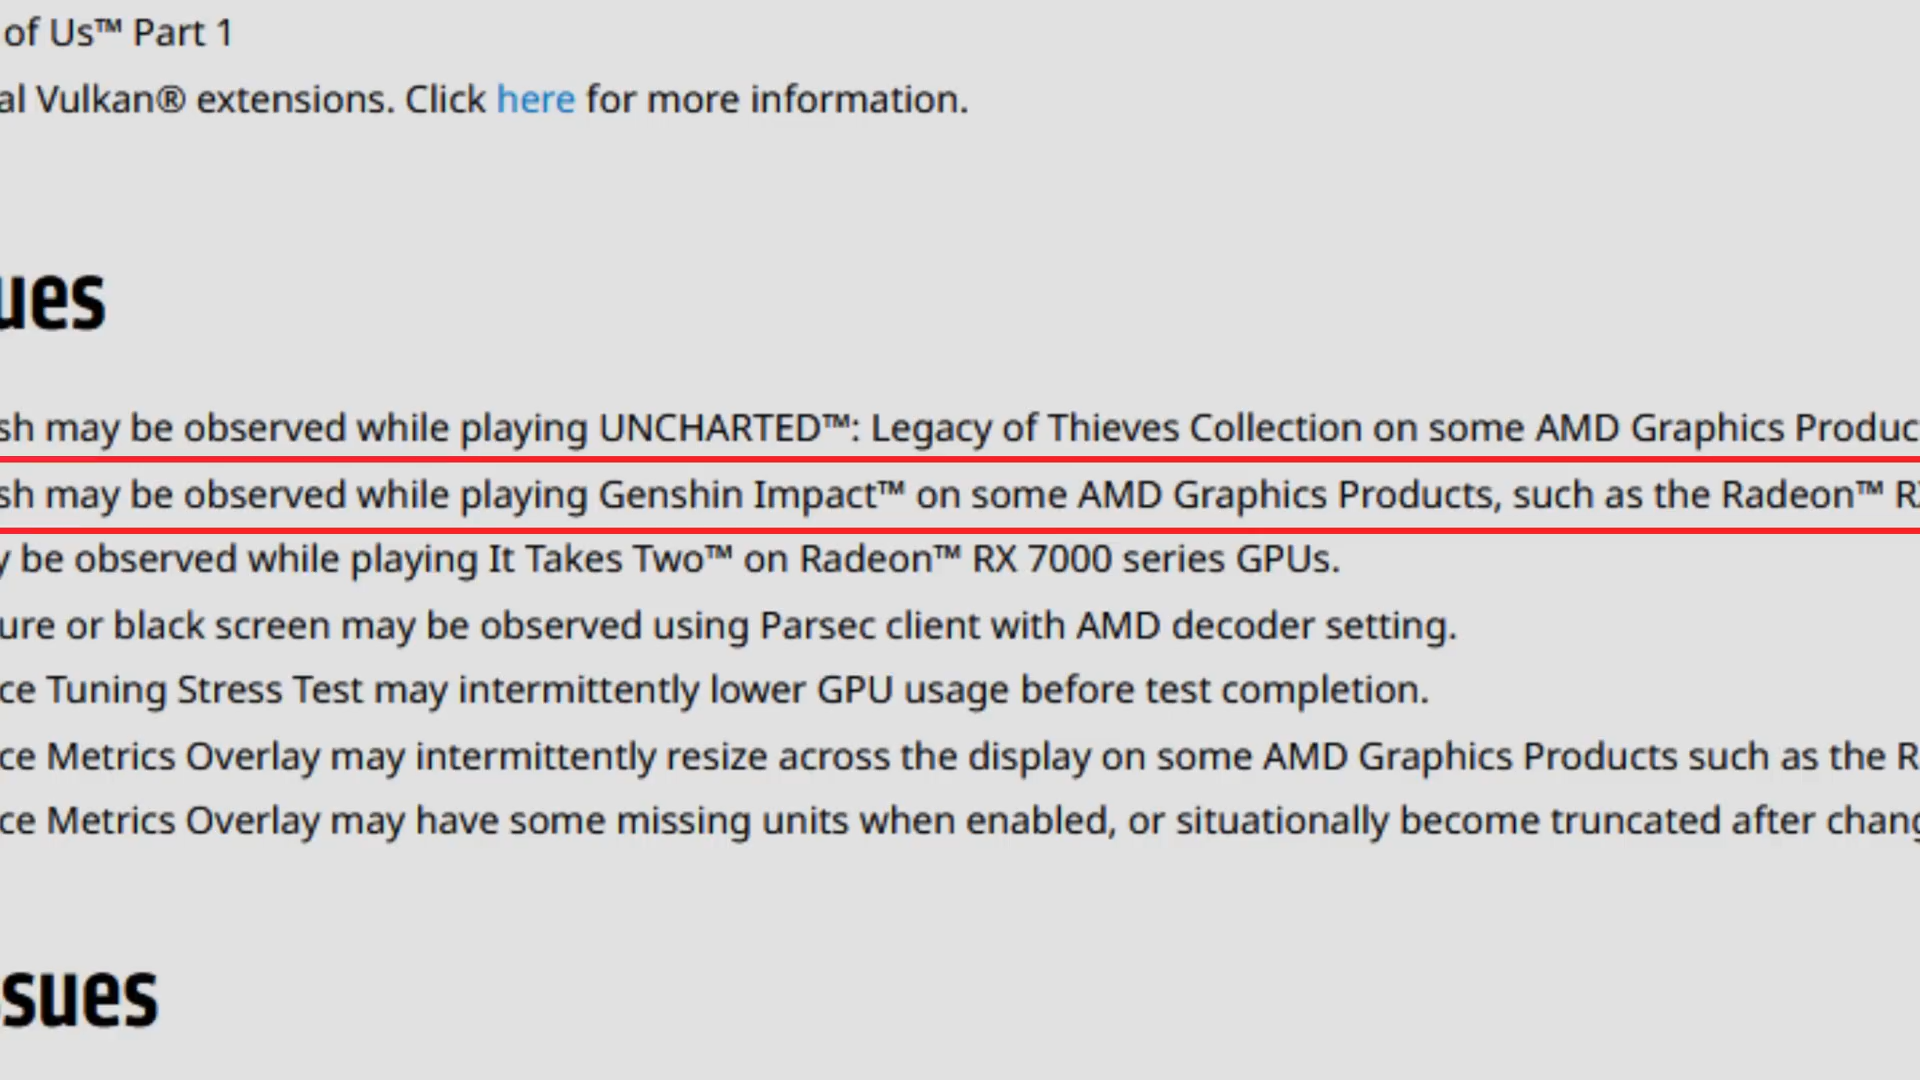 of Us™ Part 1
al Vulkan® extensions. Click here for more information.
ues
sh may be observed while playing UNCHARTED™: Legacy of Thieves Collection on some AMD Graphics Produc
sh may be observed while playing Genshin Impact™ on some AMD Graphics Products, such as the Radeon™ RX
y be observed while playing It Takes Two™ on Radeon™ RX 7000 series GPUs.
ure or black screen may be observed using Parsec client with AMD decoder setting.
ce Tuning Stress Test may intermittently lower GPU usage before test completion.
ce Metrics Overlay may intermittently resize across the display on some AMD Graphics Products such as the R
ce Metrics Overlay may have some missing units when enabled, or situationally become truncated after chang
ssues